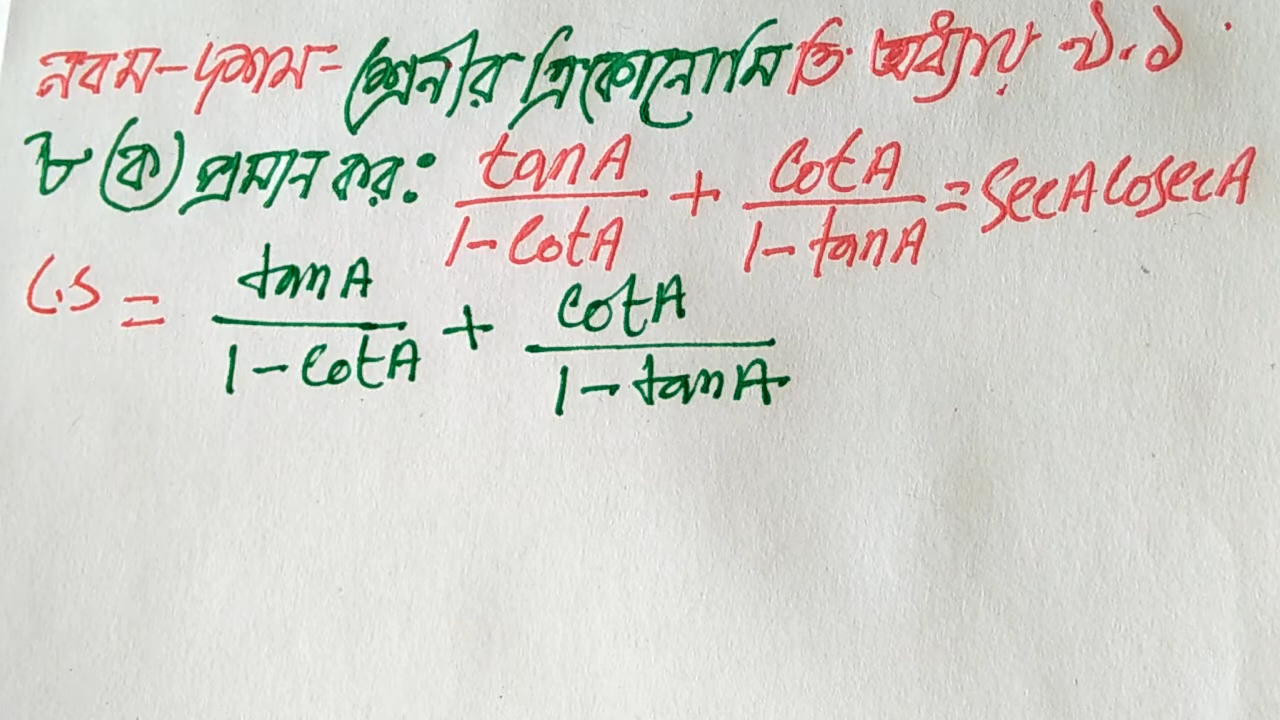 নবম-দশম-শ্রেনীর ত্রিকোনোমিতি অধ্যায় ৯.১
৮ (ক) প্রমান কর: tanA/(1-cotA) + cotA/(1-tanA) = secA cosecA
L.S = tanA/(1-cotA) + cotA/(1-tanA)